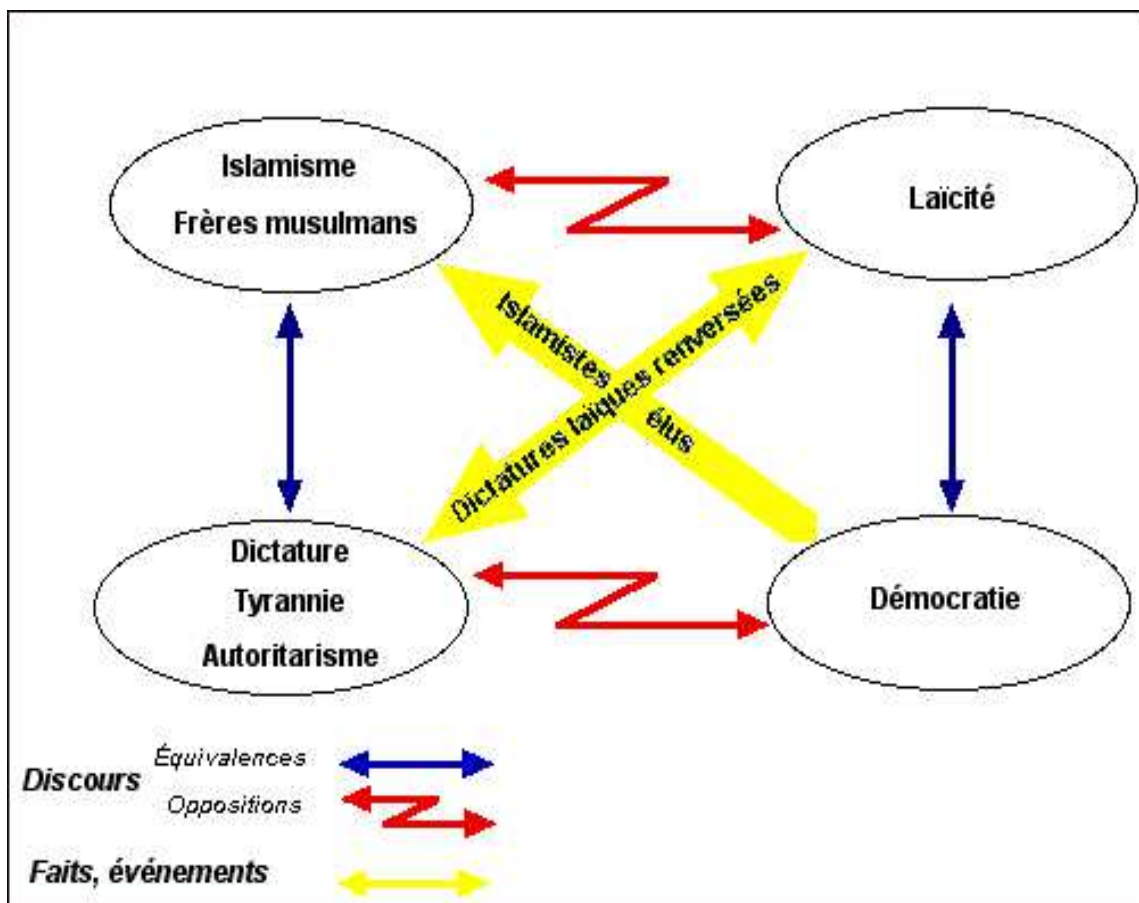 Islamisme
Frères musulmans
Laïcité
Islamistes élus
Dictatures laïques renversées
Dictature
Tyrannie
Autoritarisme
Démocratie
Discours
Équivalences
Oppositions
Faits, événements